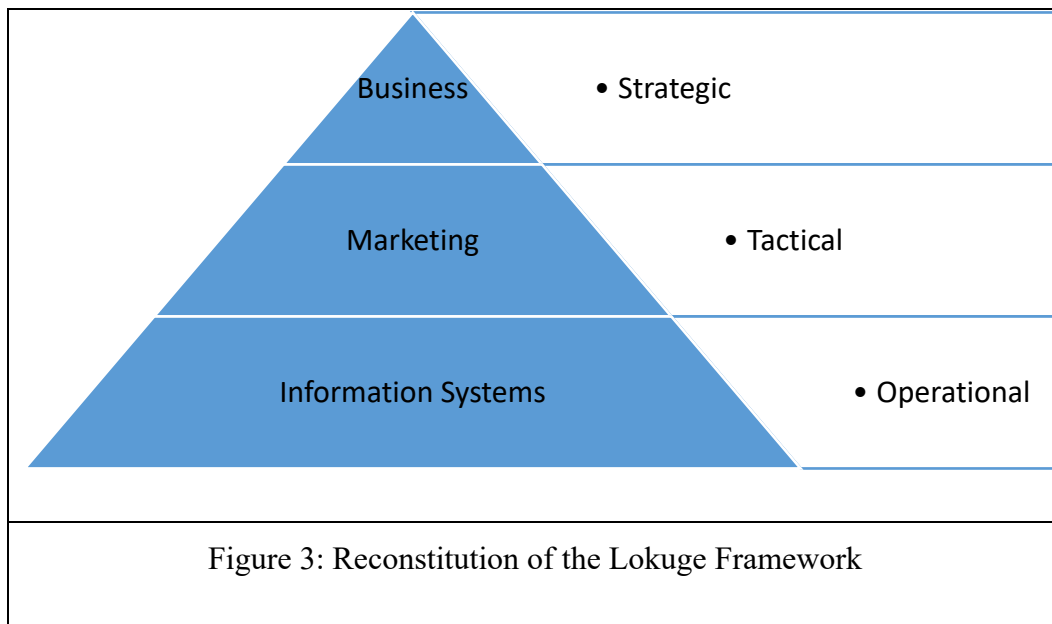 Business
• Strategic
Marketing
• Tactical
Information Systems
• Operational
Figure 3: Reconstitution of the Lokuge Framework